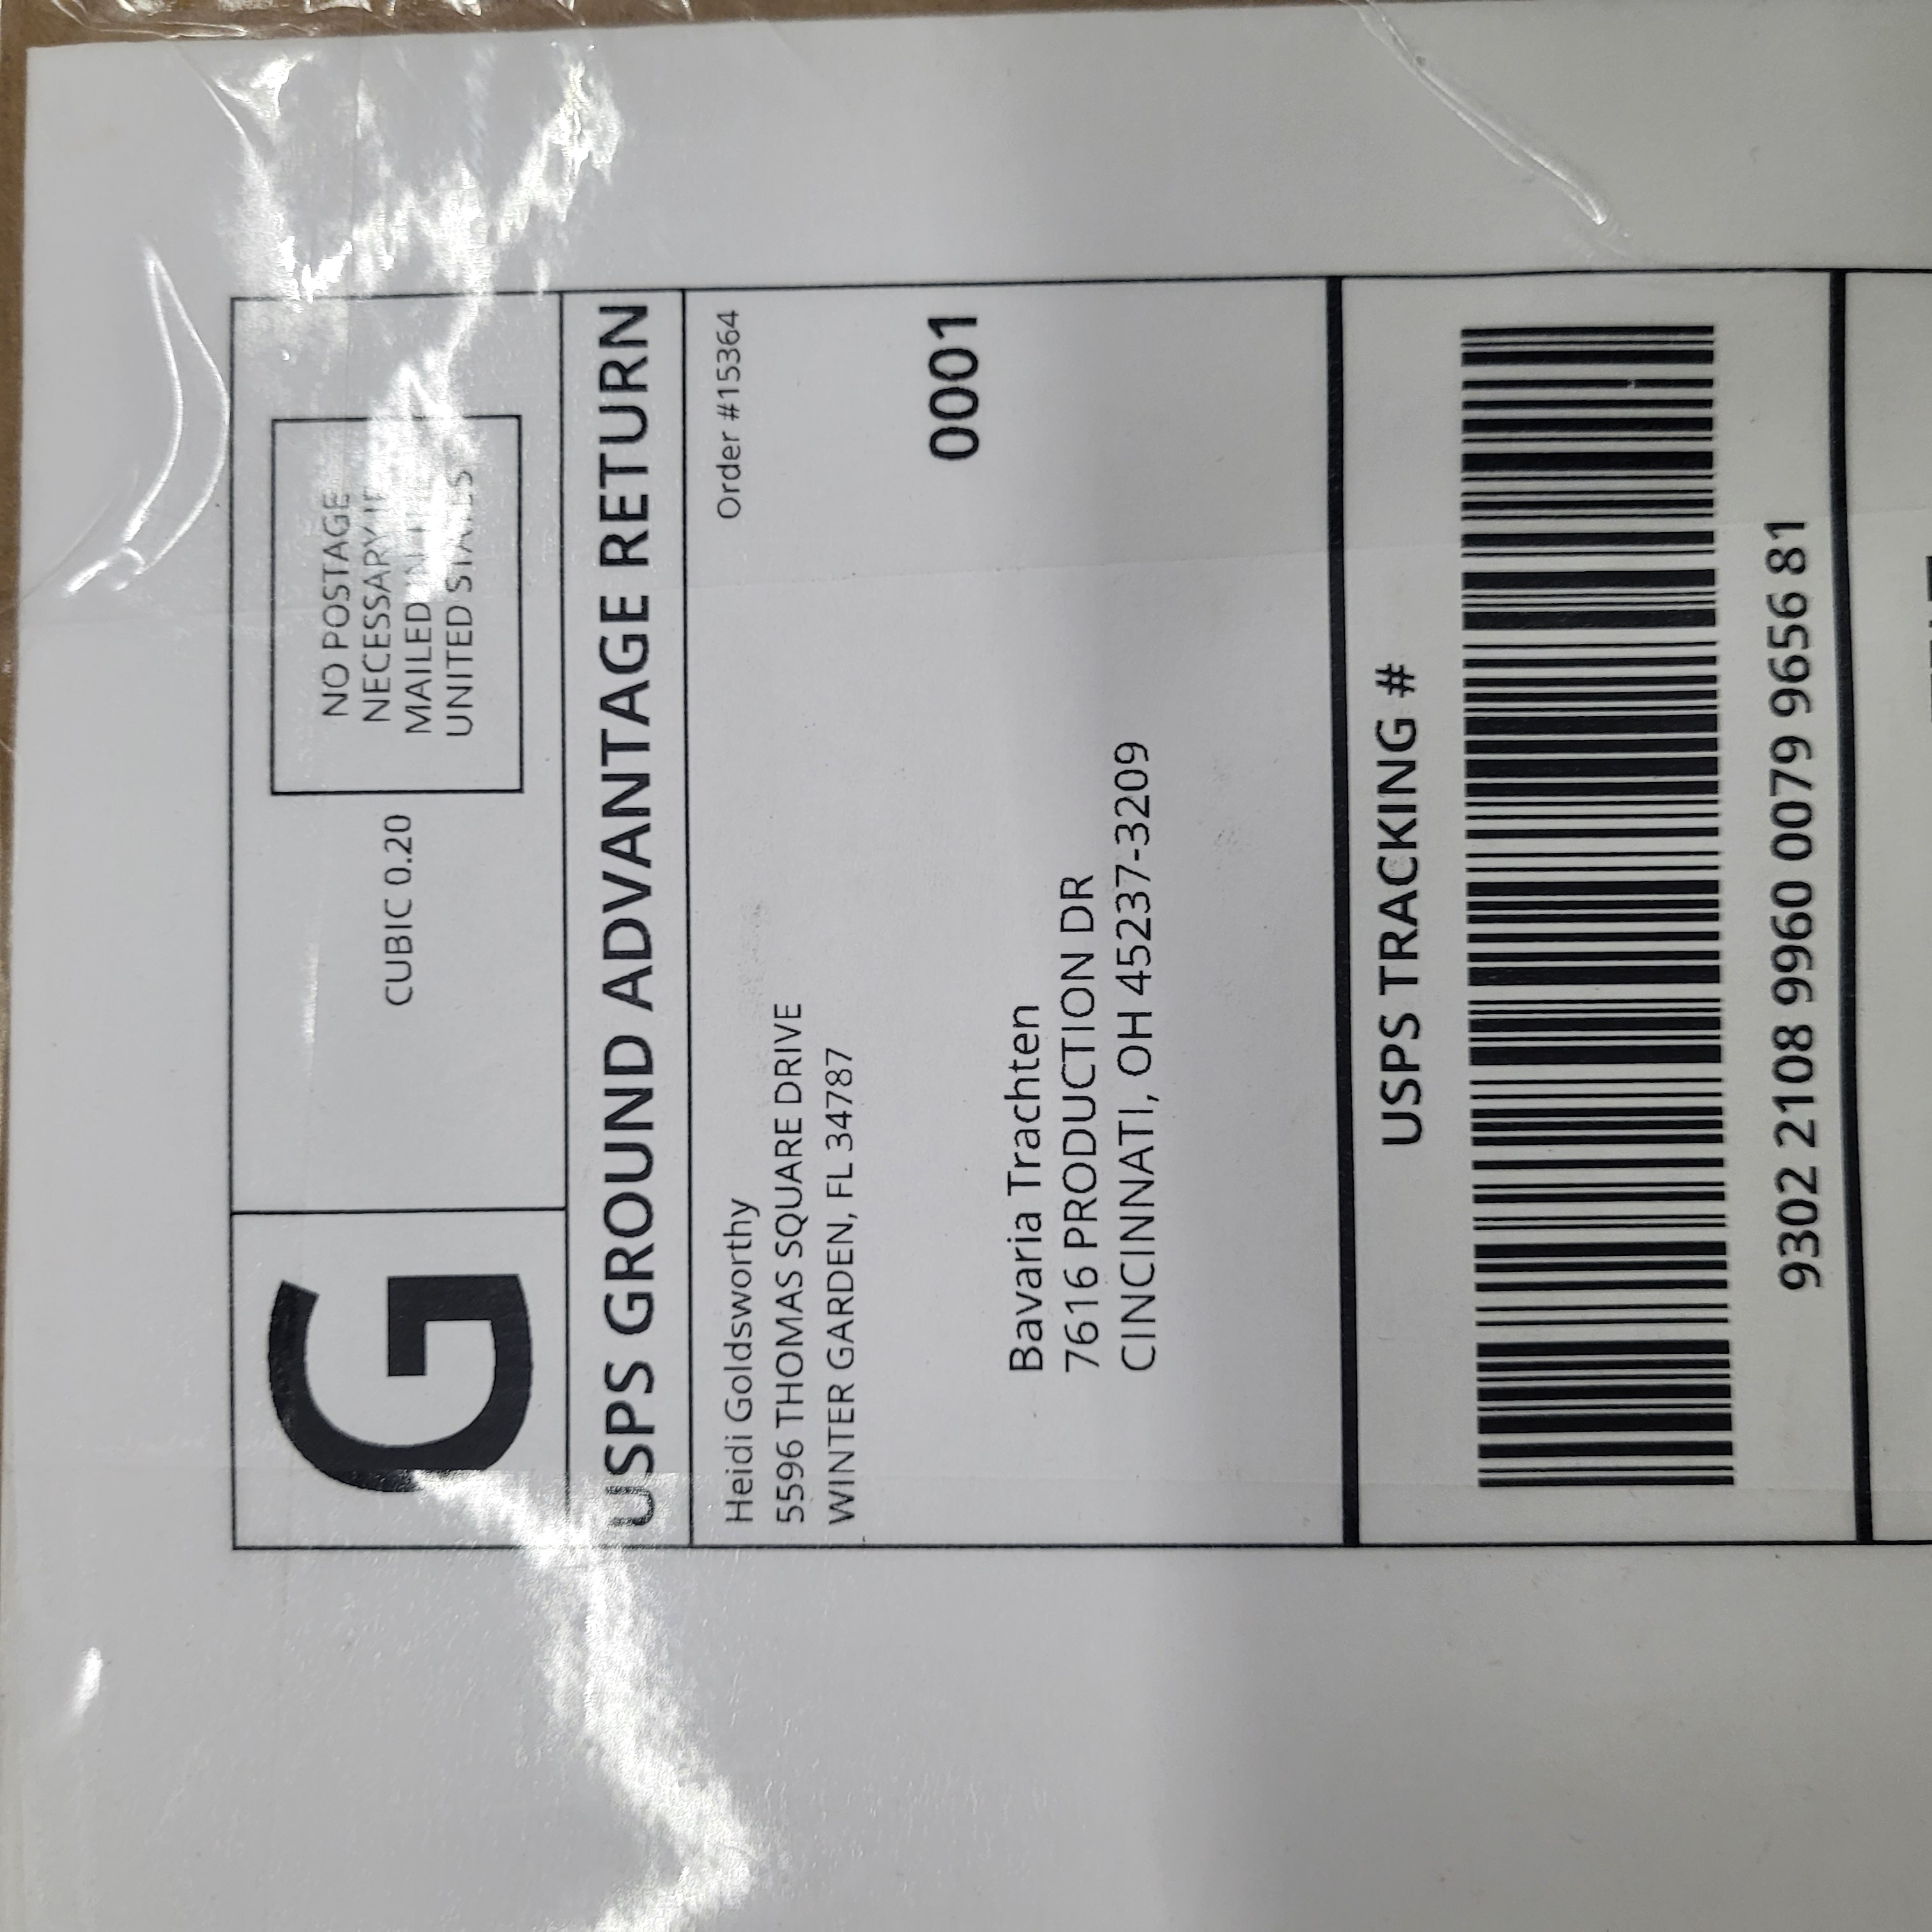 G
CUBIC 0.20
NO POSTAGE
NECESSARY IF
MAILED IN
UNITED STATES
USPS GROUND ADVANTAGE RETURN
Heidi Goldsworthy
5596 THOMAS SQUARE DRIVE
WINTER GARDEN, FL 34787
Order #15364
0001
Bavaria Trachten
7616 PRODUCTION DR
CINCINNATI, OH 45237-3209
USPS TRACKING #
9302 2108 9960 0079 9656 81